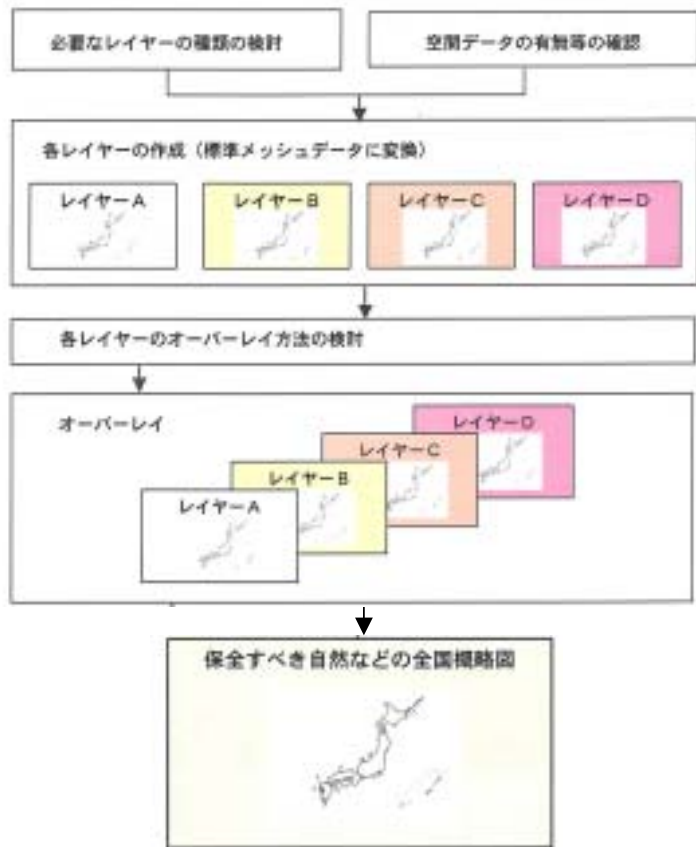 必要なレイヤーの種類の検討
空間データの有無等の確認
各レイヤーの作成（標準メッシュデータに変換）
レイヤーA
レイヤーB
レイヤーC
レイヤーD
各レイヤーのオーバーレイ方法の検討
オーバーレイ
レイヤーD
レイヤーC
レイヤーB
レイヤーA
保全すべき自然などの全国概略図